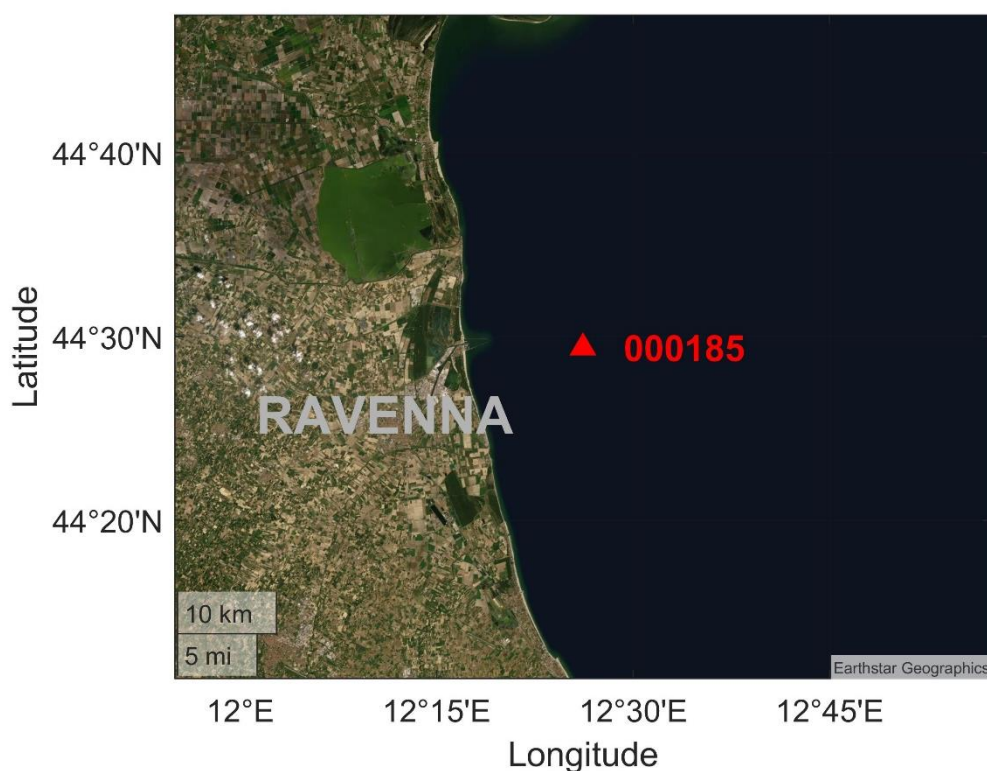 44°40'N
44°30'N
44°20'N
Latitude
000185
RAVENNA
10 km
5 mi
Earthstar Geographics
12°E
12°15'E
12°30'E
12°45'E
Longitude